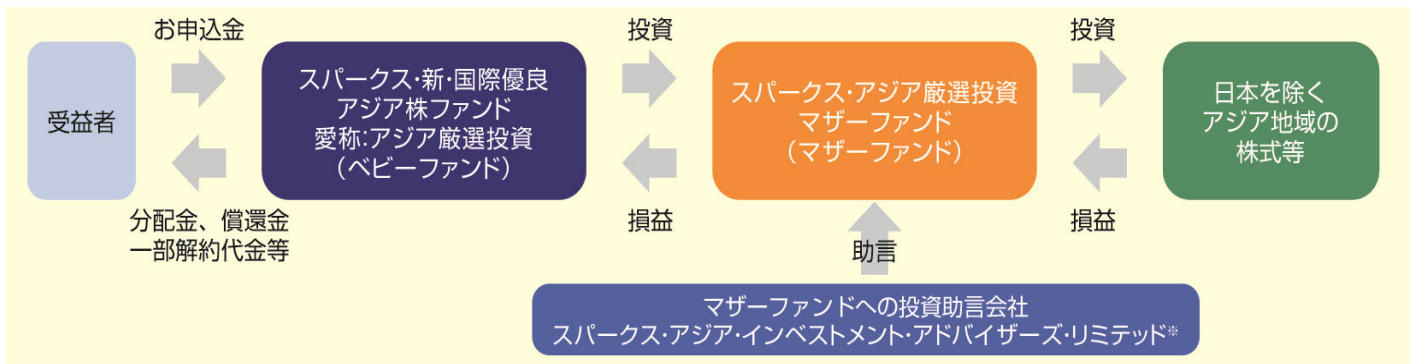 お申込金
投資
投資
受益者
スパークス・新・国際優良
アジア株ファンド
愛称:アジア厳選投資
(ベビーファンド)
スパークス・アジア厳選投資
マザーファンド
(マザーファンド)
日本を除く
アジア地域の
株式等
分配金、償還金
一部解約代金等
損益
損益
助言
マザーファンドへの投資助言会社
スパークス・アジア・インベストメント・アドバイザーズ・リミテッド※